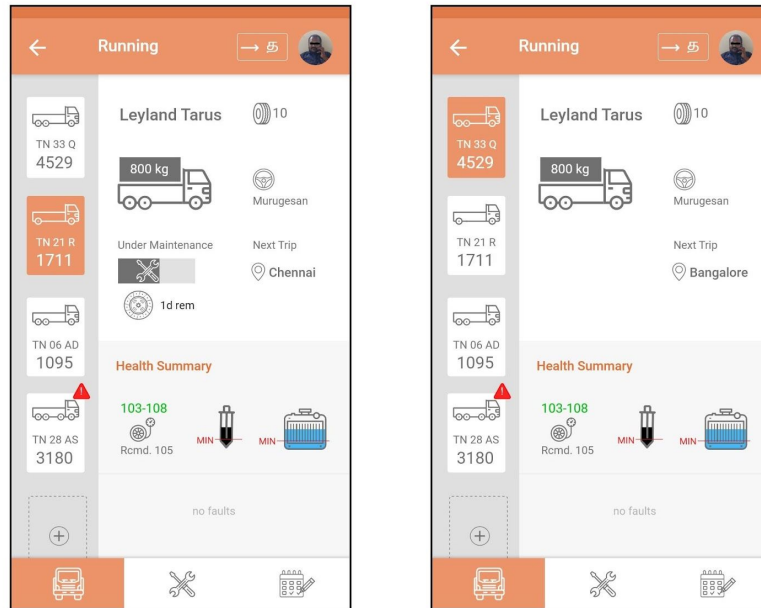 Running
→ த
TN 33 Q
4529
TN 21 R
1711
TN 06 AD
1095
TN 28 AS
3180
Leyland Tarus
10
800 kg
Murugesan
Under Maintenance
Next Trip
Chennai
1d rem
Health Summary
103-108
Rcmd. 105
MIN
MIN
no faults
Running
→ த
TN 33 Q
4529
TN 21 R
1711
TN 06 AD
1095
TN 28 AS
3180
Leyland Tarus
10
800 kg
Murugesan
Next Trip
Bangalore
Health Summary
103-108
Rcmd. 105
MIN
MIN
no faults